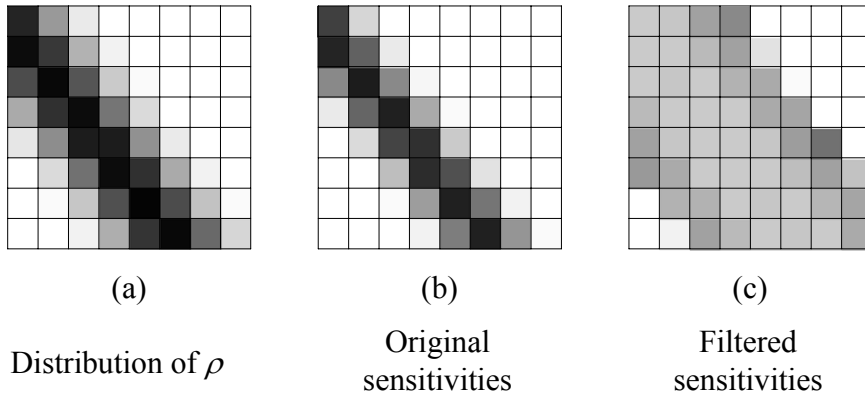 (a) (b) (c)
Distribution of ρ
Original
sensitivities
Filtered
sensitivities